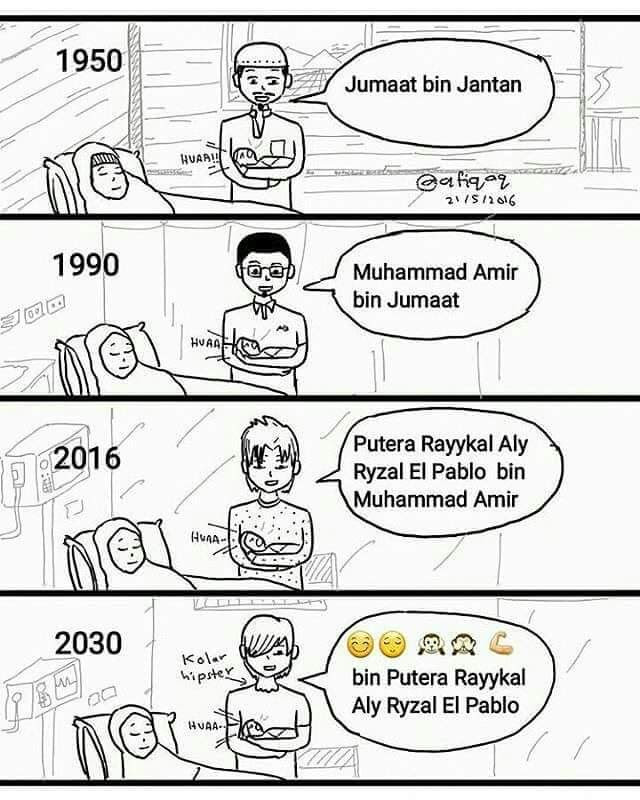 1950
Jumaat bin Jantan
HUAA!!
@afiqaq
21/5/2016
1990
Muhammad Amir
bin Jumaat
HUAA
2016
Putera Rayykal Aly
Ryzal El Pablo bin
Muhammad Amir
HUAA..
2030
😊😌 🙊🙈 💪
bin Putera Rayykal
Aly Ryzal El Pablo
Kolar
hipster
HUAA..